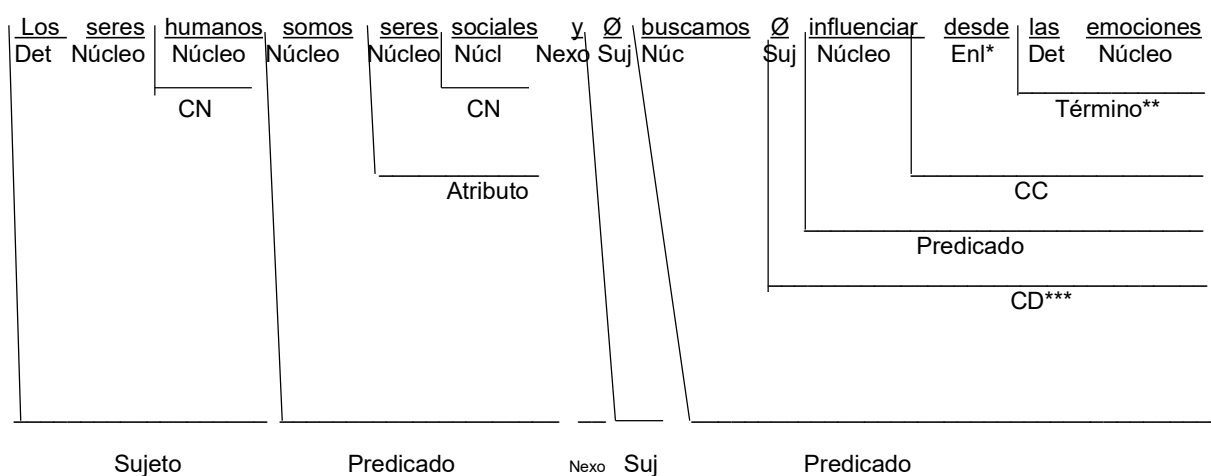 Los seres humanos somos seres sociales y Ø buscamos Ø influenciar desde las emociones
Det Núcleo Núcleo Núcleo Núcleo Núcl Nexo Suj Núc Suj Núcleo Enl* Det Núcleo
CN CN Término**
Atributo CC
Predicado
CD***
Sujeto Predicado Nexo Suj Predicado